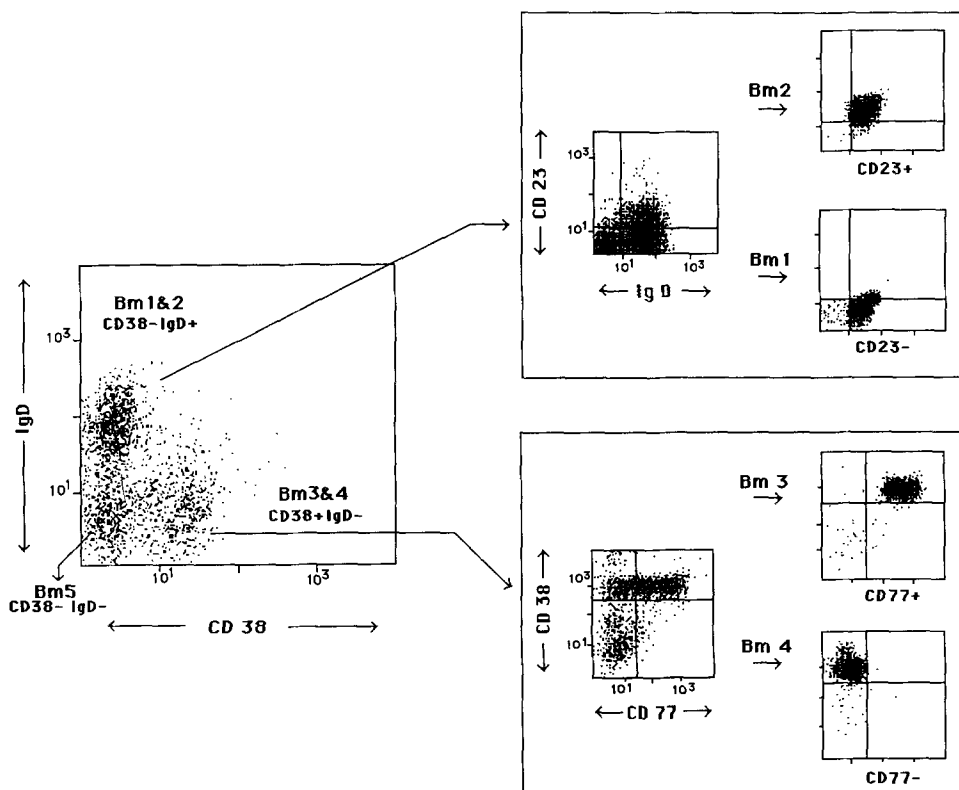 IgD
10³
10¹
Bm1&2
CD38-IgD+
Bm3&4
CD38+IgD-
Bm5
CD38- IgD-
10¹
10³
CD 38
CD 23
10³
10¹
10¹
10³
IgD
Bm2
CD23+
Bm1
CD23-
CD 38
10³
10¹
10¹
10³
CD 77
Bm 3
CD77+
Bm 4
CD77-